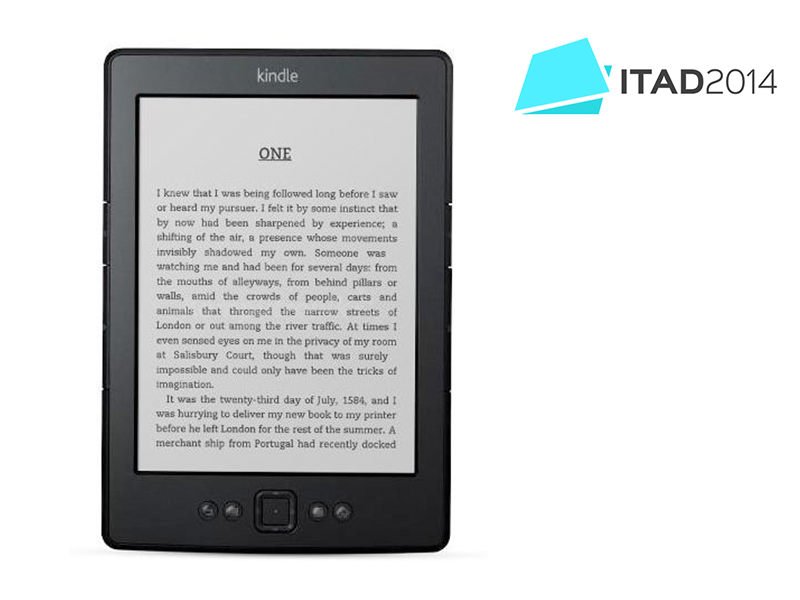 kindle
ITAD2014
ONE
I knew that I was being followed long before I saw
or heard my pursuer. I felt it by some instinct that
by now had been sharpened by experience; a
shifting of the air, a presence whose movements
invisibly shadowed my own. Someone was
watching me and had been for several days: from
the mouths of alleyways, from behind pillars or
walls, amid the crowds of people, carts and
animals that thronged the narrow streets of
London or out among the river traffic. At times I
even sensed eyes on me in the privacy of my room
at Salisbury Court, though that was surely
impossible and could only have been the tricks of
imagination.
It was the twenty-third day of July, 1584, and I
was hurrying to deliver my new book to my printer
before he left London for the rest of the summer. A
merchant ship from Portugal had recently docked